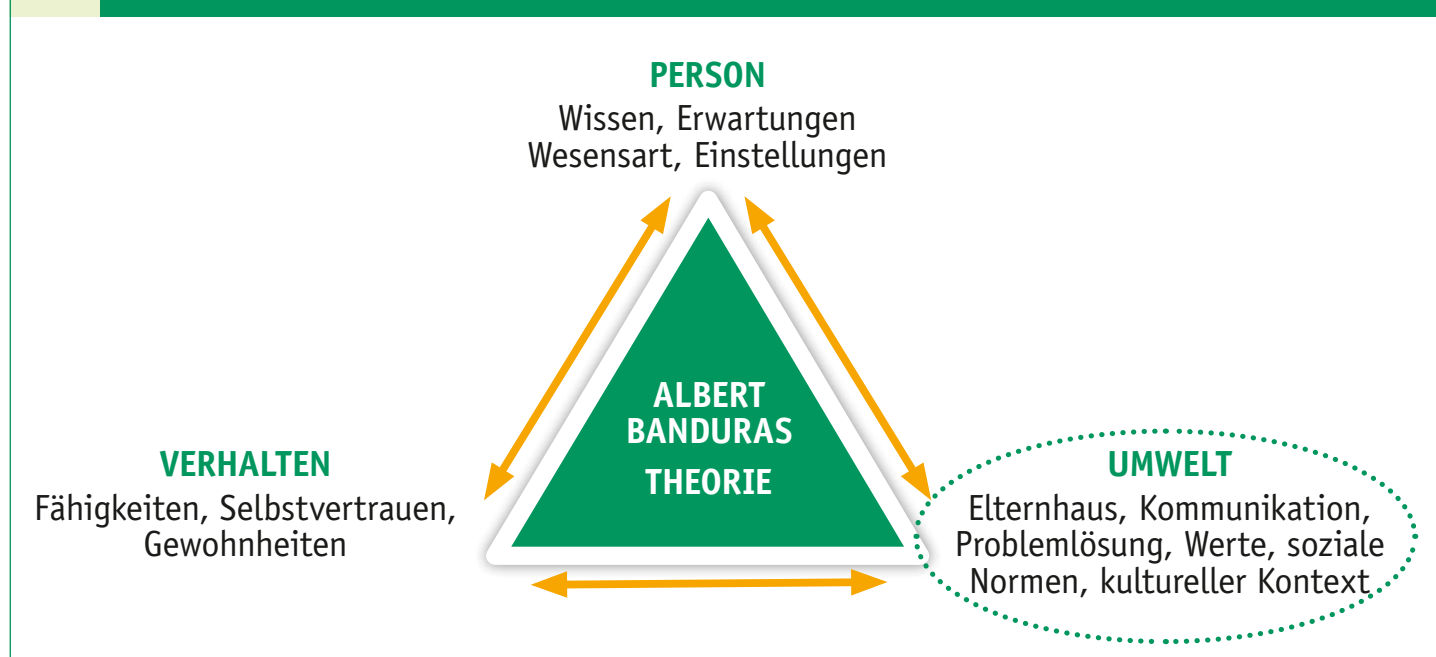 PERSON
Wissen, Erwartungen
Wesensart, Einstellungen
ALBERT
BANDURAS
THEORIE
VERHALTEN
Fähigkeiten, Selbstvertrauen,
Gewohnheiten
UMWELT
Elternhaus, Kommunikation,
Problemlösung, Werte, soziale
Normen, kultureller Kontext